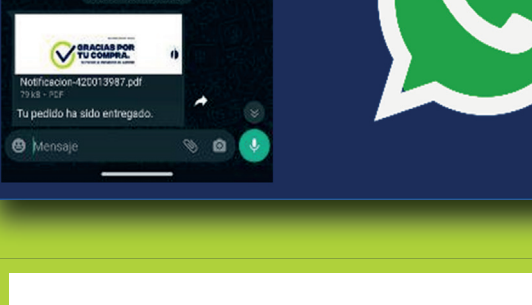 GRACIAS POR
TU COMPRA.
Notificacion-420013987.pdf
79 kB - PDF
Tu pedido ha sido entregado.
Mensaje